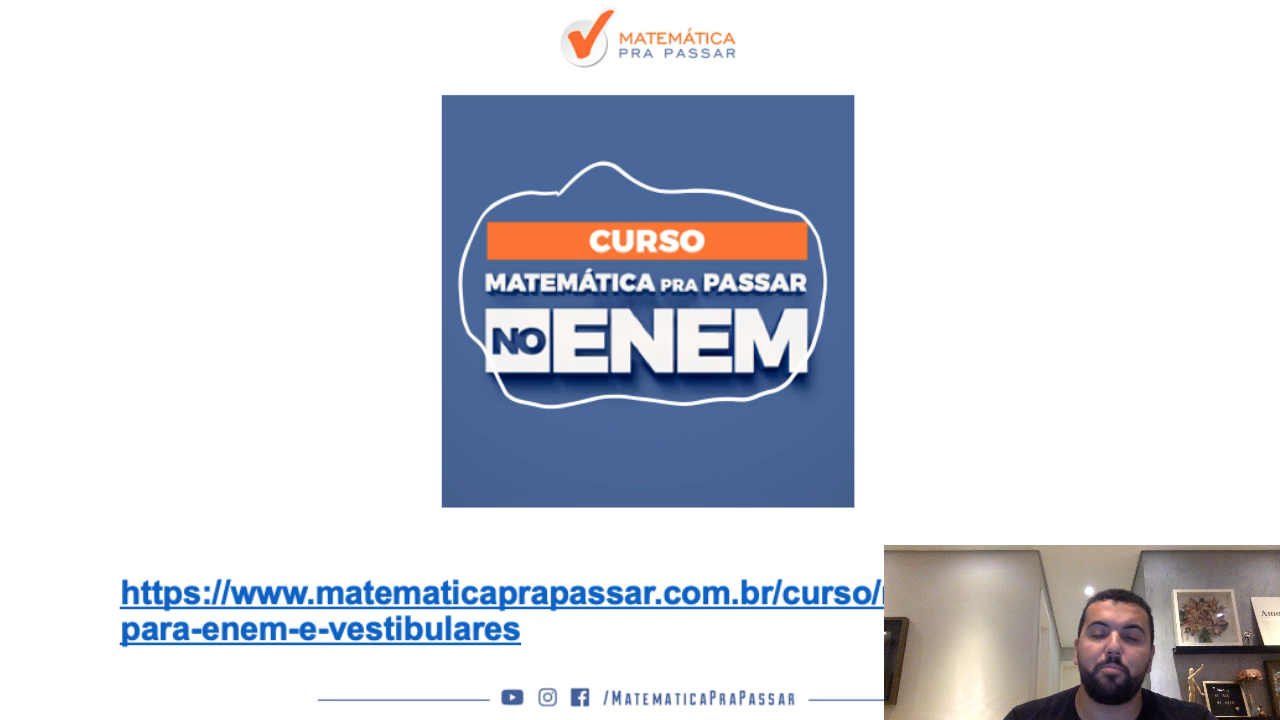 MATEMÁTICA
PRA PASSAR
CURSO
MATEMÁTICA PRA PASSAR
NO ENEM
https://www.matematicaprapassar.com.br/curso/
para-enem-e-vestibulares
/MATEMATICAPRAPASSAR